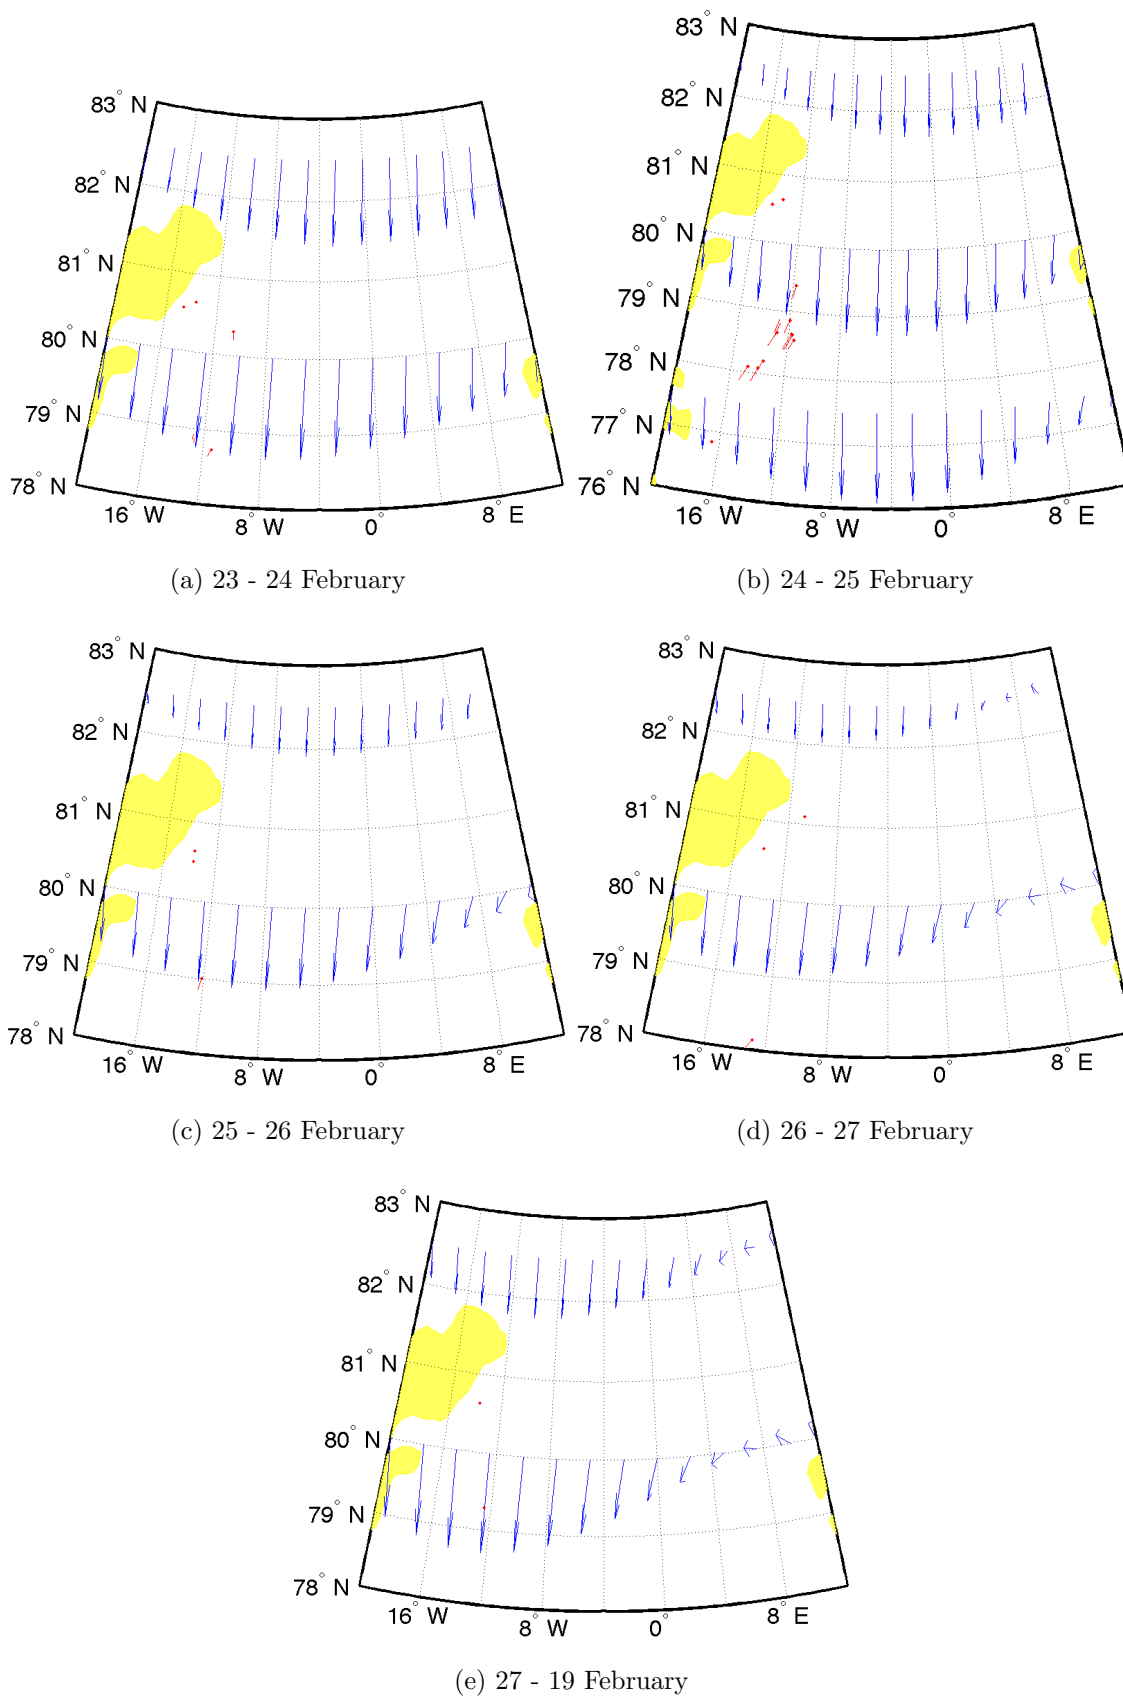 83° N
82° N
81° N
80° N
79° N
78° N
16° W
8° W
0°
8° E
(a) 23 - 24 February
83° N
82° N
81° N
80° N
79° N
78° N
77° N
76° N
16° W
8° W
0°
8° E
(b) 24 - 25 February
83° N
82° N
81° N
80° N
79° N
78° N
16° W
8° W
0°
8° E
(c) 25 - 26 February
83° N
82° N
81° N
80° N
79° N
78° N
16° W
8° W
0°
8° E
(d) 26 - 27 February
83° N
82° N
81° N
80° N
79° N
78° N
16° W
8° W
0°
8° E
(e) 27 - 19 February